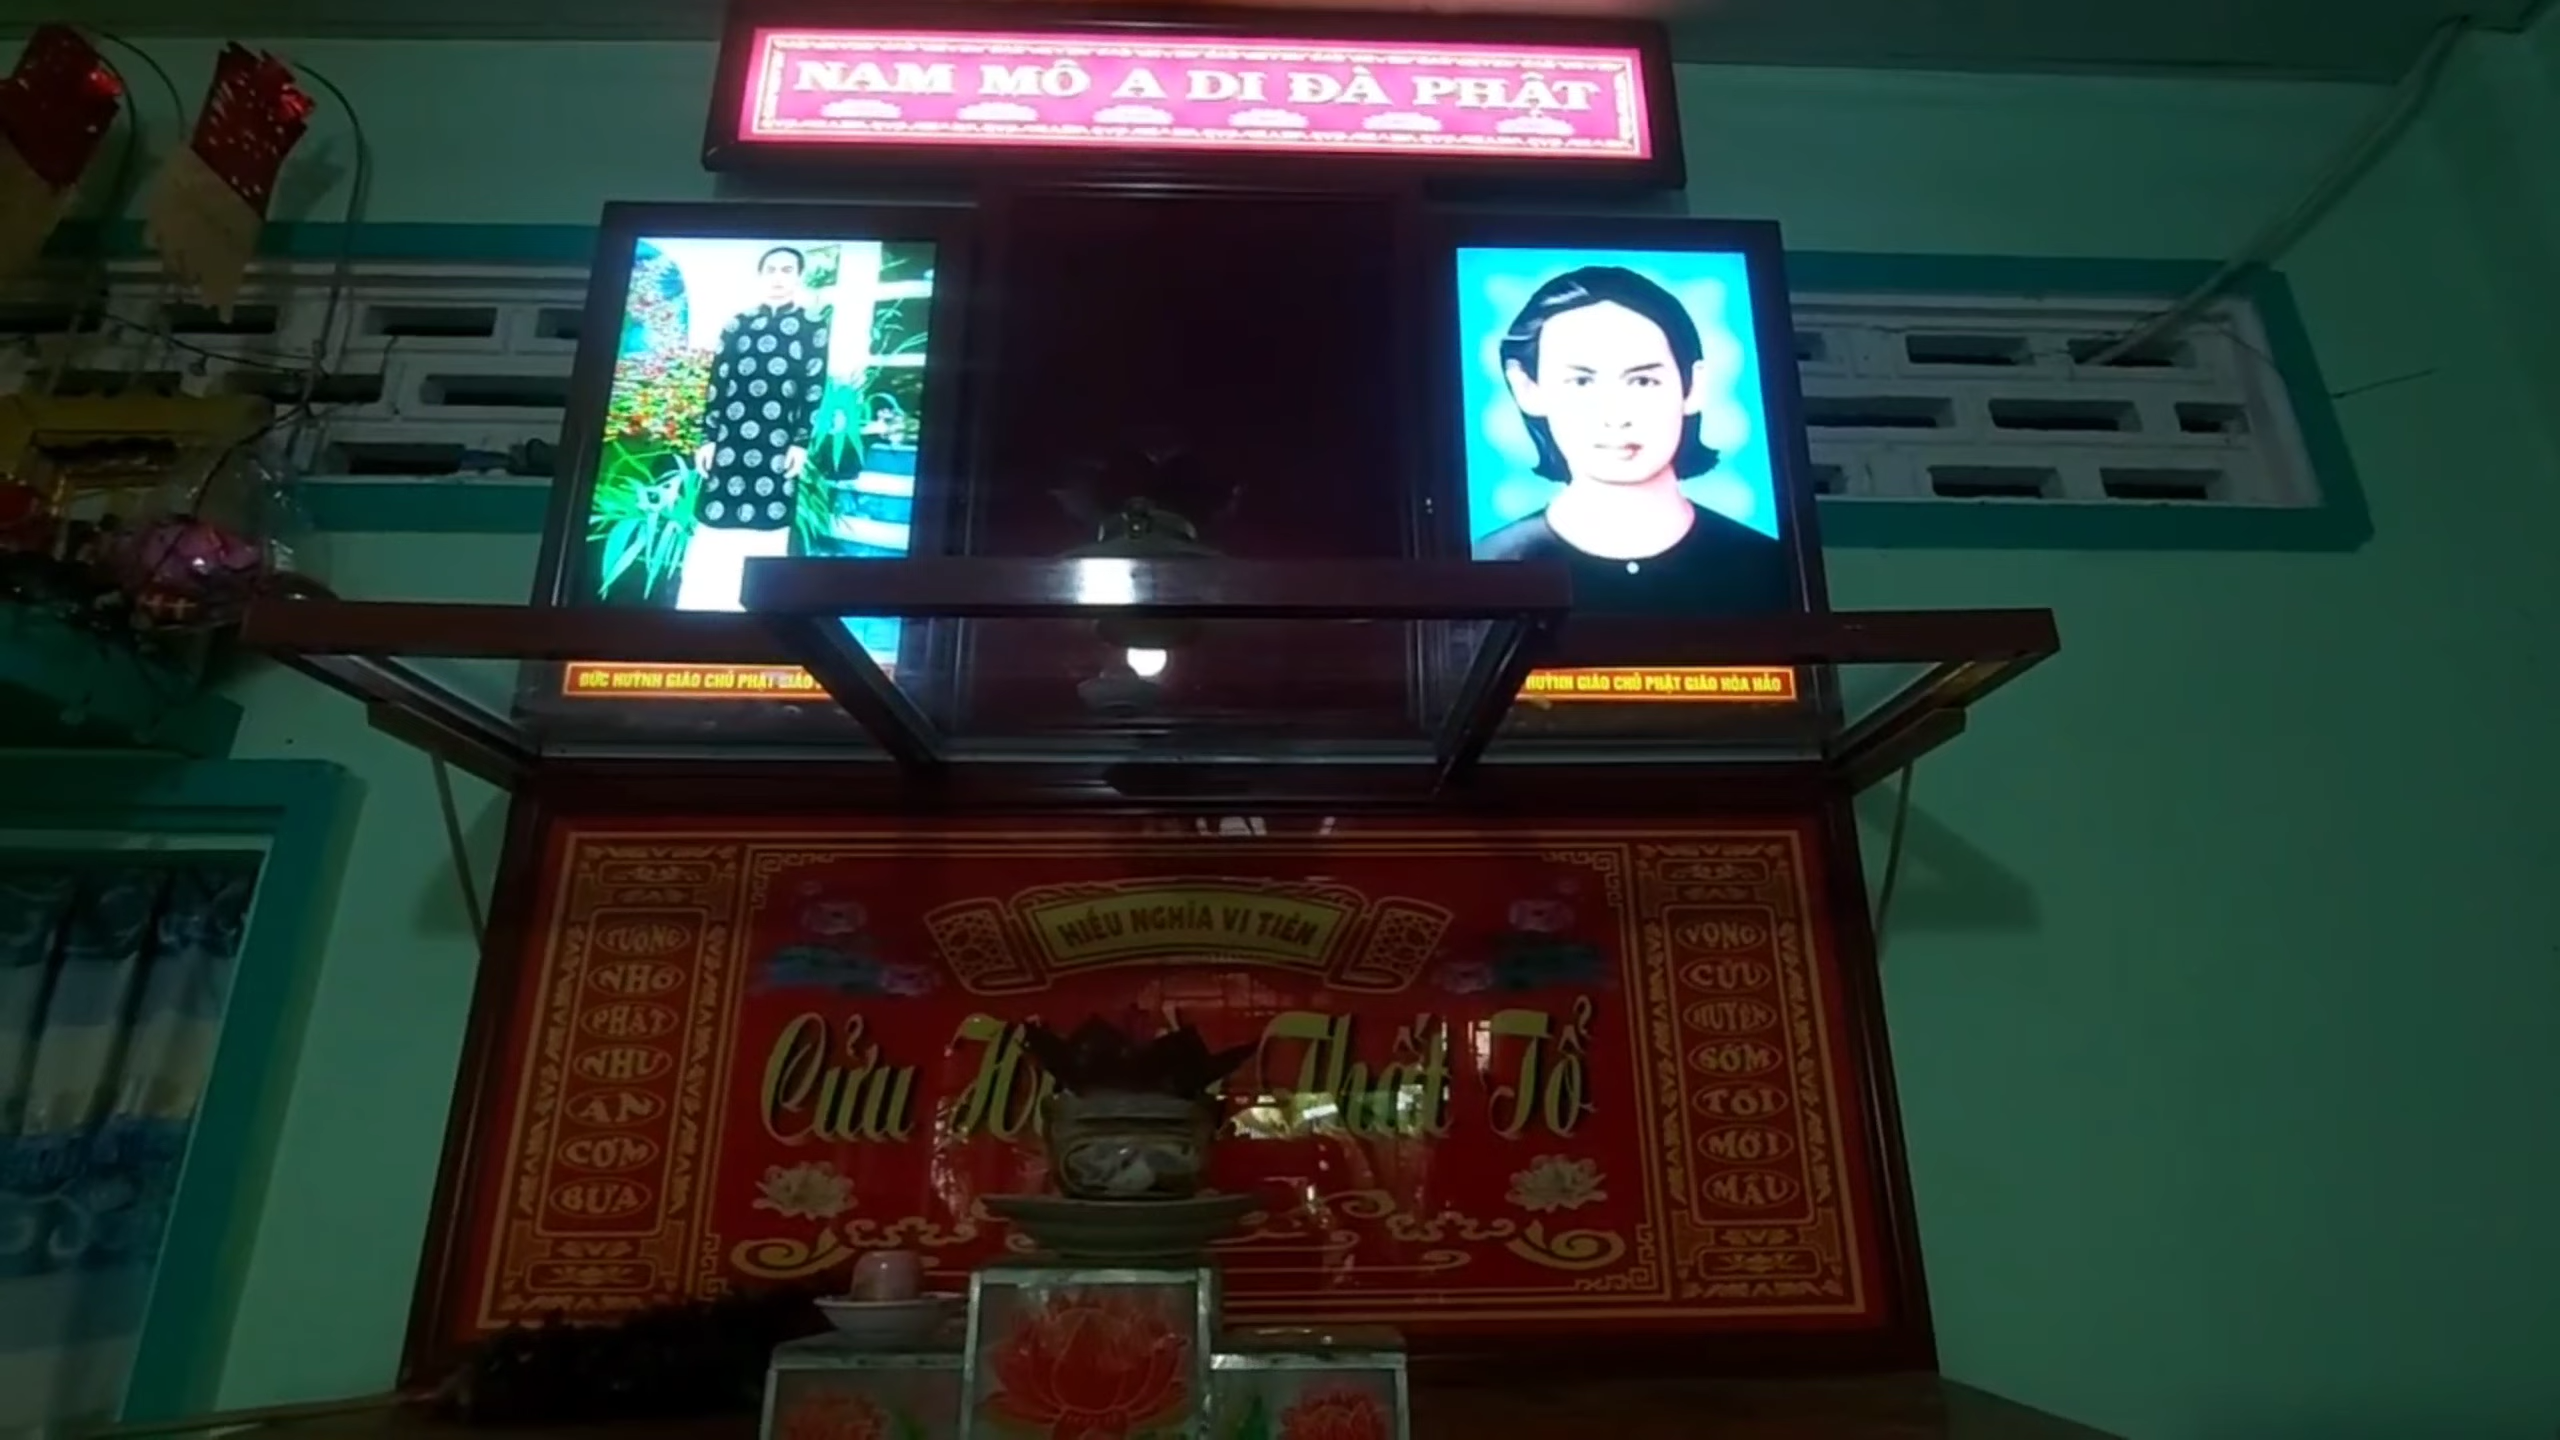 NAM MÔ A DI ĐÀ PHẬT
ĐỨC HUỲNH GIÁO CHỦ PHẬT GIÁO
HUỲNH GIÁO CHỦ PHẬT GIÁO HÒA HẢO
HIẾU NGHĨA VI TIÊN
Cửu Thất Tổ
TƯỞNG
NHỚ
PHẬT
NHƯ
ĂN
CƠM
BỮA
VỌNG
CỬU
HUYỀN
SỚM
TỐI
MỚI
MẦU